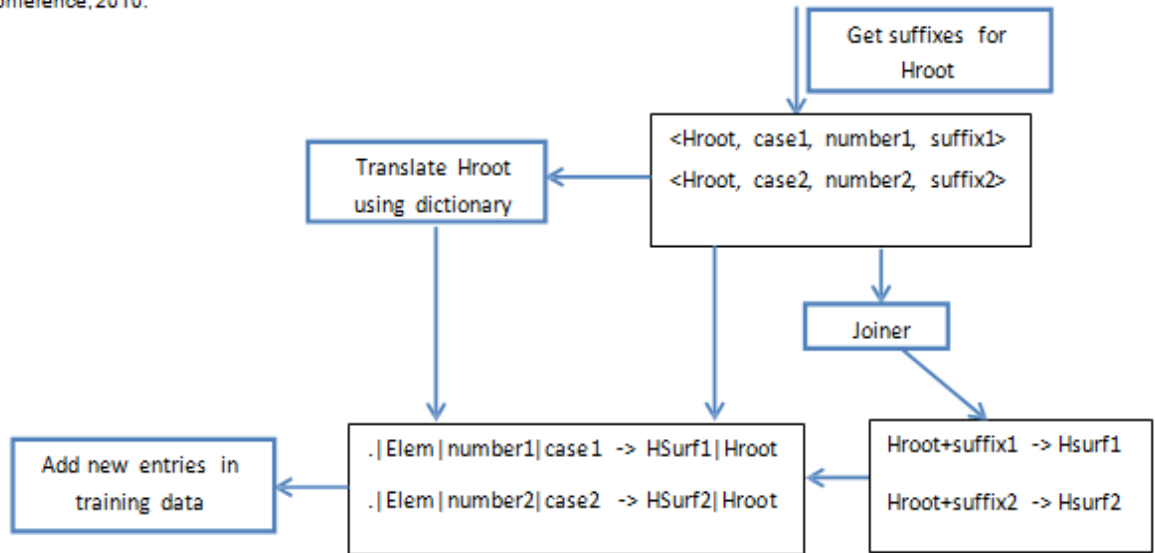 Conference, 2010.
Get suffixes for
Hroot
<Hroot, case1, number1, suffix1>
<Hroot, case2, number2, suffix2>
Translate Hroot
using dictionary
Joiner
.|Elem|number1|case1 -> HSurf1|Hroot
.|Elem|number2|case2 -> HSurf2|Hroot
Hroot+suffix1 -> Hsurf1
Hroot+suffix2 -> Hsurf2
Add new entries in
training data